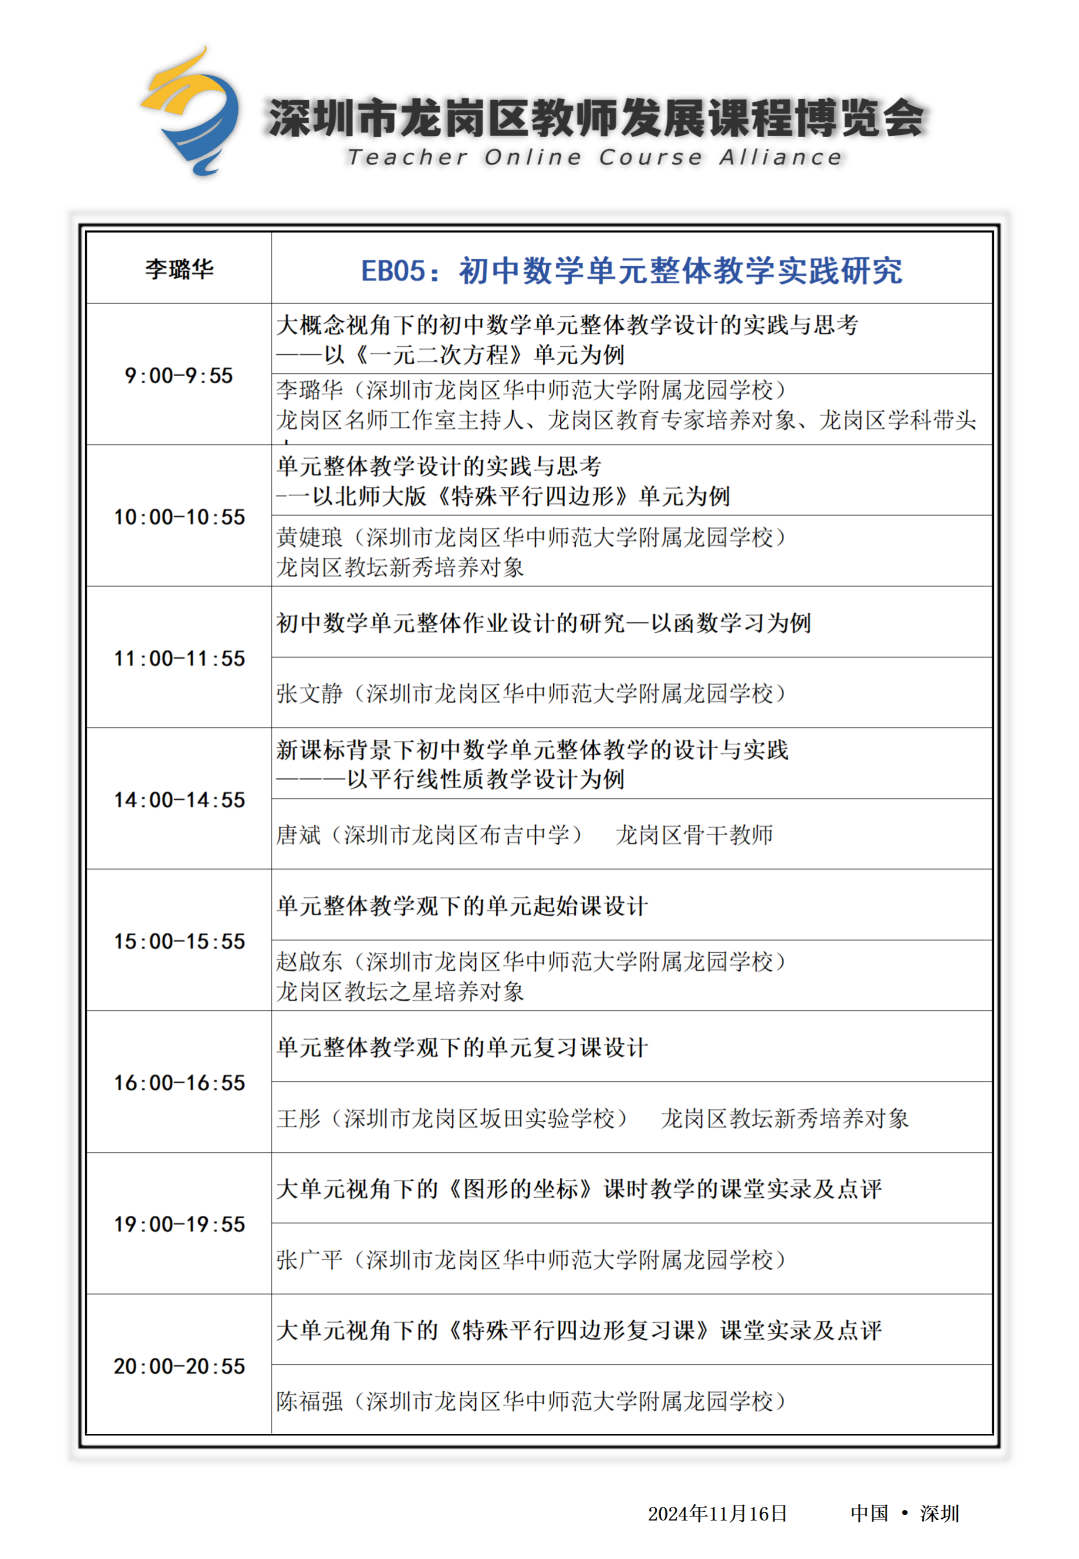 深圳市龙岗区教师发展课程博览会
Teacher Online Course Alliance
李璐华
EB05：初中数学单元整体教学实践研究
9:00-9:55
大概念视角下的初中数学单元整体教学设计的实践与思考
——以《一元二次方程》单元为例
李璐华（深圳市龙岗区华中师范大学附属龙园学校）
龙岗区名师工作室主持人、龙岗区教育专家培养对象、龙岗区学科带头
10:00-10:55
单元整体教学设计的实践与思考
-一以北师大版《特殊平行四边形》单元为例
黄婕琅（深圳市龙岗区华中师范大学附属龙园学校）
龙岗区教坛新秀培养对象
11:00-11:55
初中数学单元整体作业设计的研究—以函数学习为例
张文静（深圳市龙岗区华中师范大学附属龙园学校）
14:00-14:55
新课标背景下初中数学单元整体教学的设计与实践
———以平行线性质教学设计为例
唐斌（深圳市龙岗区布吉中学） 龙岗区骨干教师
15:00-15:55
单元整体教学观下的单元起始课设计
赵啟东（深圳市龙岗区华中师范大学附属龙园学校）
龙岗区教坛之星培养对象
16:00-16:55
单元整体教学观下的单元复习课设计
王彤（深圳市龙岗区坂田实验学校） 龙岗区教坛新秀培养对象
19:00-19:55
大单元视角下的《图形的坐标》课时教学的课堂实录及点评
张广平（深圳市龙岗区华中师范大学附属龙园学校）
20:00-20:55
大单元视角下的《特殊平行四边形复习课》课堂实录及点评
陈福强（深圳市龙岗区华中师范大学附属龙园学校）
2024年11月16日 中国 • 深圳